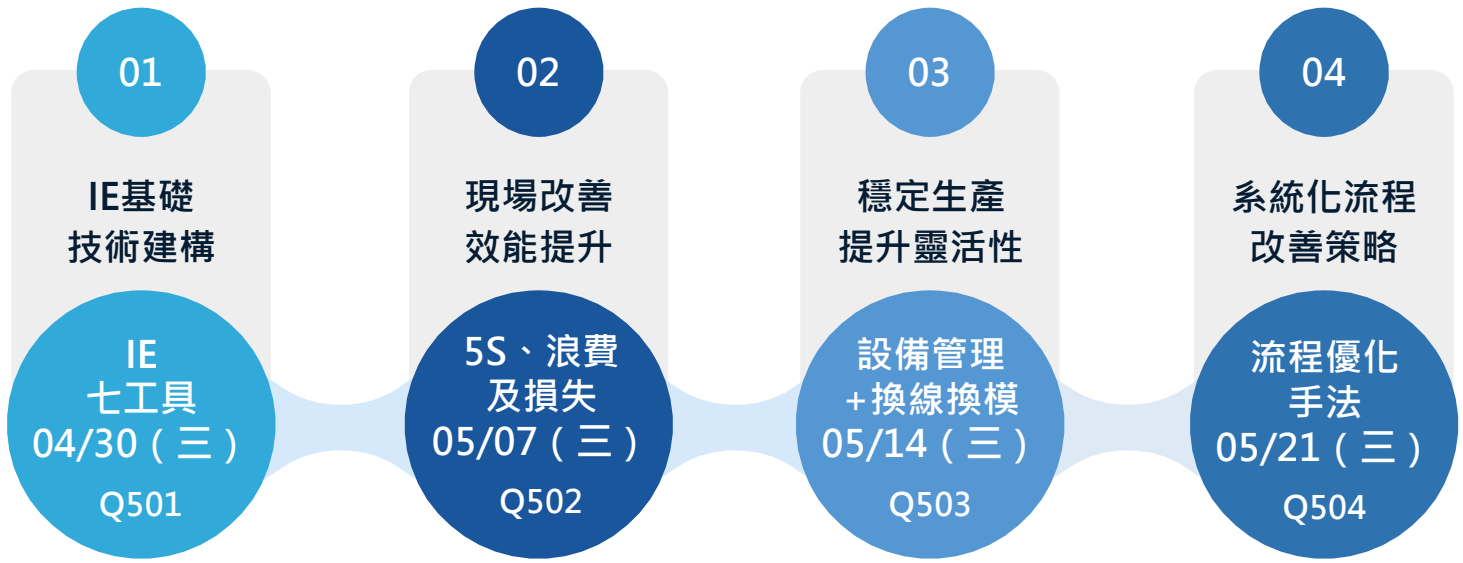 01
IE基礎
技術建構
IE
七工具
04/30（三）
Q501
02
現場改善
效能提升
5S、浪費
及損失
05/07（三）
Q502
03
穩定生產
提升靈活性
設備管理
+換線換模
05/14（三）
Q503
04
系統化流程
改善策略
流程優化
手法
05/21（三）
Q504